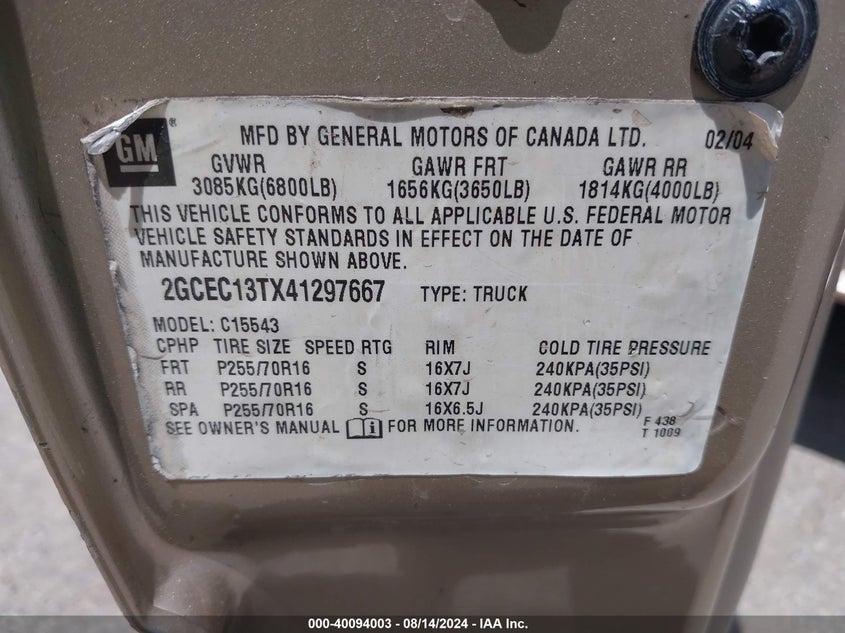 GM ®
MFD BY GENERAL MOTORS OF CANADA LTD. 02/04
GVWR GAWR FRT GAWR RR
3085KG(6800LB) 1656KG(3650LB) 1814KG(4000LB)
THIS VEHICLE CONFORMS TO ALL APPLICABLE U.S. FEDERAL MOTOR
VEHICLE SAFETY STANDARDS IN EFFECT ON THE DATE OF
MANUFACTURE SHOWN ABOVE.
2GCEC13TX41297667 TYPE: TRUCK
MODEL: C15543
CPHP TIRE SIZE SPEED RTG RIM COLD TIRE PRESSURE
FRT P255/70R16 S 16X7J 240KPA(35PSI)
RR P255/70R16 S 16X7J 240KPA(35PSI)
SPA P255/70R16 S 16X6.5J 240KPA(35PSI)
SEE OWNER'S MANUAL i FOR MORE INFORMATION.
F 438
T 1009
000-40094003 - 08/14/2024 - IAA Inc.